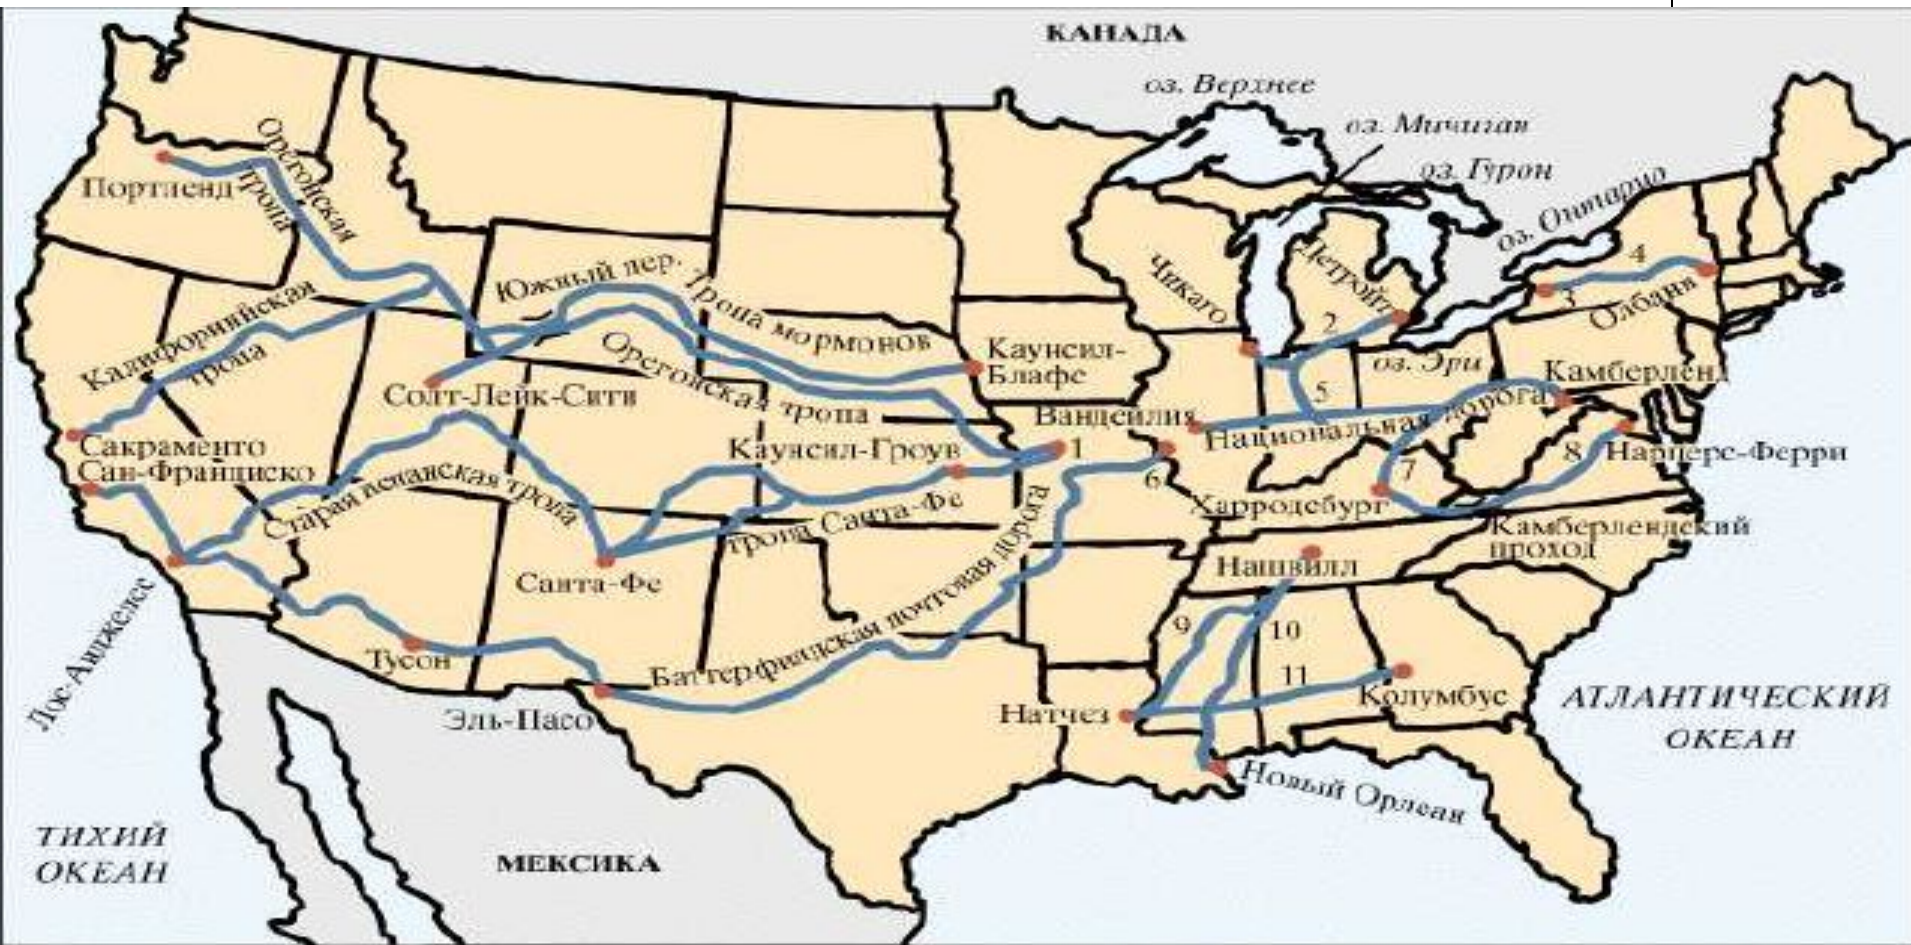 КАНАДА
оз. Верхнее
оз. Мичиган
оз. Гурон
оз. Онтарио
оз. Эри
Портленд
Орегонская
тропа
Южный пер.
Тропа мормонов
Калифорнийская
тропа
Солт-Лейк-Сити
Орегонская тропа
Каунсил-
Блафс
Чикаго
Детройт
2
3
4
Олбани
5
Камберленд
Вандейлия
Национальная дорога
Сакраменто
Сан-Франциско
Старая испанская тропа
Каунсил-Гроув
1
6
7
8
Харперс-Ферри
Харродсбург
Камберлендский
проход
тропа Санта-Фе
Санта-Фе
Нашвилл
Лос-Анджелес
Тусон
Баттерфилдская почтовая дорога
9
10
11
Эль-Пасо
Натчез
Колумбус
Новый Орлеан
АТЛАНТИЧЕСКИЙ
ОКЕАН
ТИХИЙ
ОКЕАН
МЕКСИКА